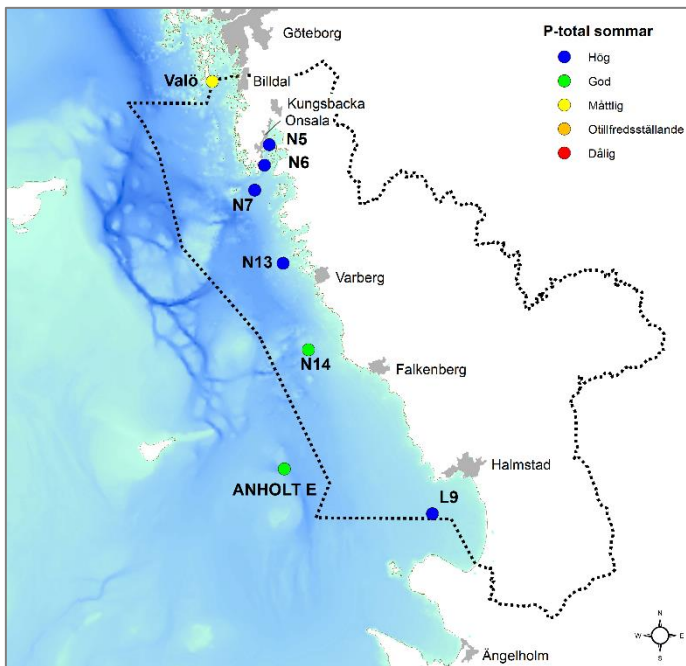 Göteborg
P-total sommar
Hög
God
Måttlig
Otillfredsställande
Dålig
Valö
Billdal
Kungsbacka
Onsala
N5
N6
N7
N13
Varberg
N14
Falkenberg
Halmstad
ANHOLT E
L9
Ängelholm
N
W
E
S